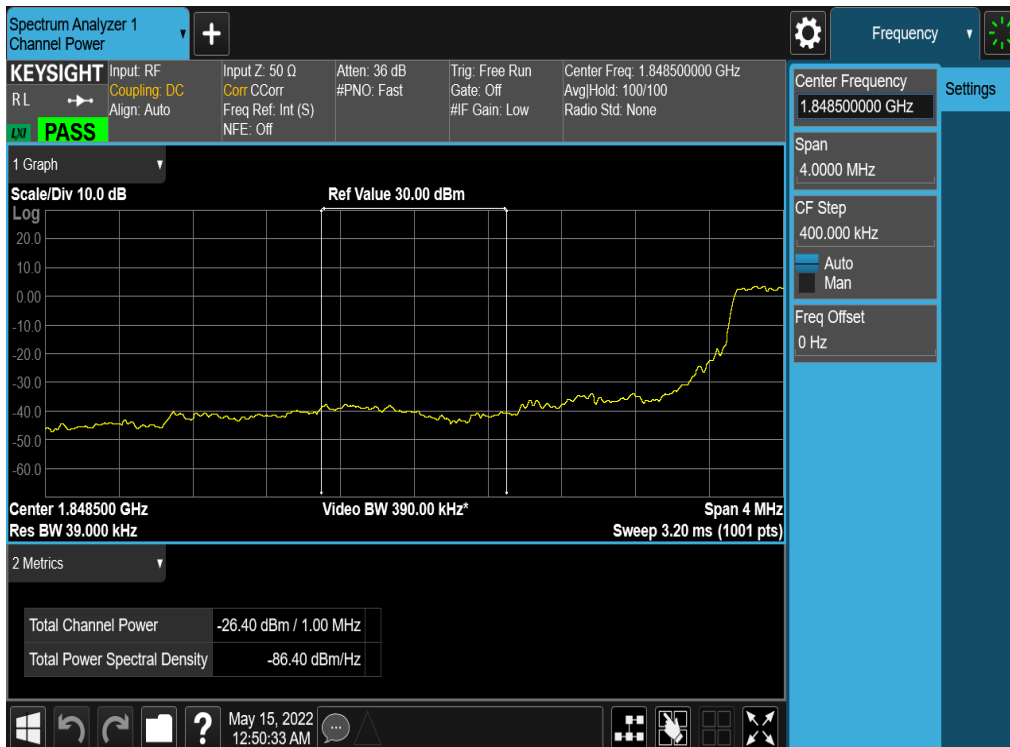 Spectrum Analyzer 1
Channel Power
Frequency
KEYSIGHT
R L
LXI PASS
Input: RF
Coupling: DC
Align: Auto
Input Z: 50 Ω
Corr CCorr
Freq Ref: Int (S)
NFE: Off
Atten: 36 dB
#PNO: Fast
Trig: Free Run
Gate: Off
#IF Gain: Low
Center Freq: 1.848500000 GHz
Avg|Hold: 100/100
Radio Std: None
Center Frequency
1.848500000 GHz
Settings
Span
4.0000 MHz
CF Step
400.000 kHz
Auto
Man
Freq Offset
0 Hz
1 Graph
Scale/Div 10.0 dB
Ref Value 30.00 dBm
Log
20.0
10.0
0.00
-10.0
-20.0
-30.0
-40.0
-50.0
-60.0
Center 1.848500 GHz
Video BW 390.00 kHz*
Span 4 MHz
Res BW 39.000 kHz
Sweep 3.20 ms (1001 pts)
2 Metrics
Total Channel Power -26.40 dBm / 1.00 MHz
Total Power Spectral Density -86.40 dBm/Hz
?
May 15, 2022
12:50:33 AM